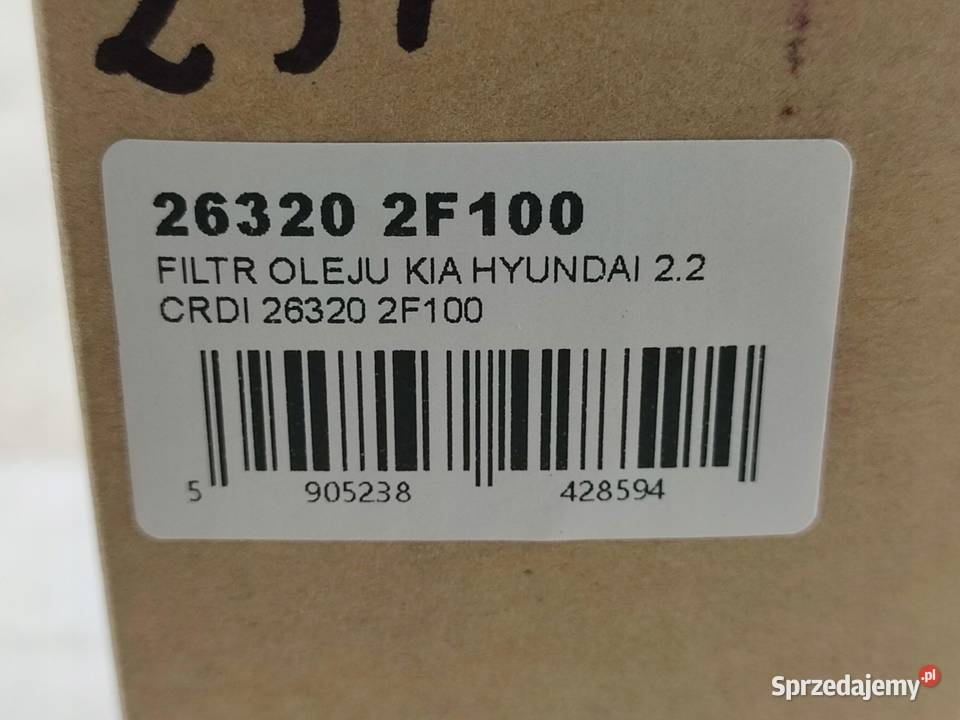 26320 2F100
FILTR OLEJU KIA HYUNDAI 2.2
CRDI 26320 2F100
5 905238 428594
Sprzedajemy.pl